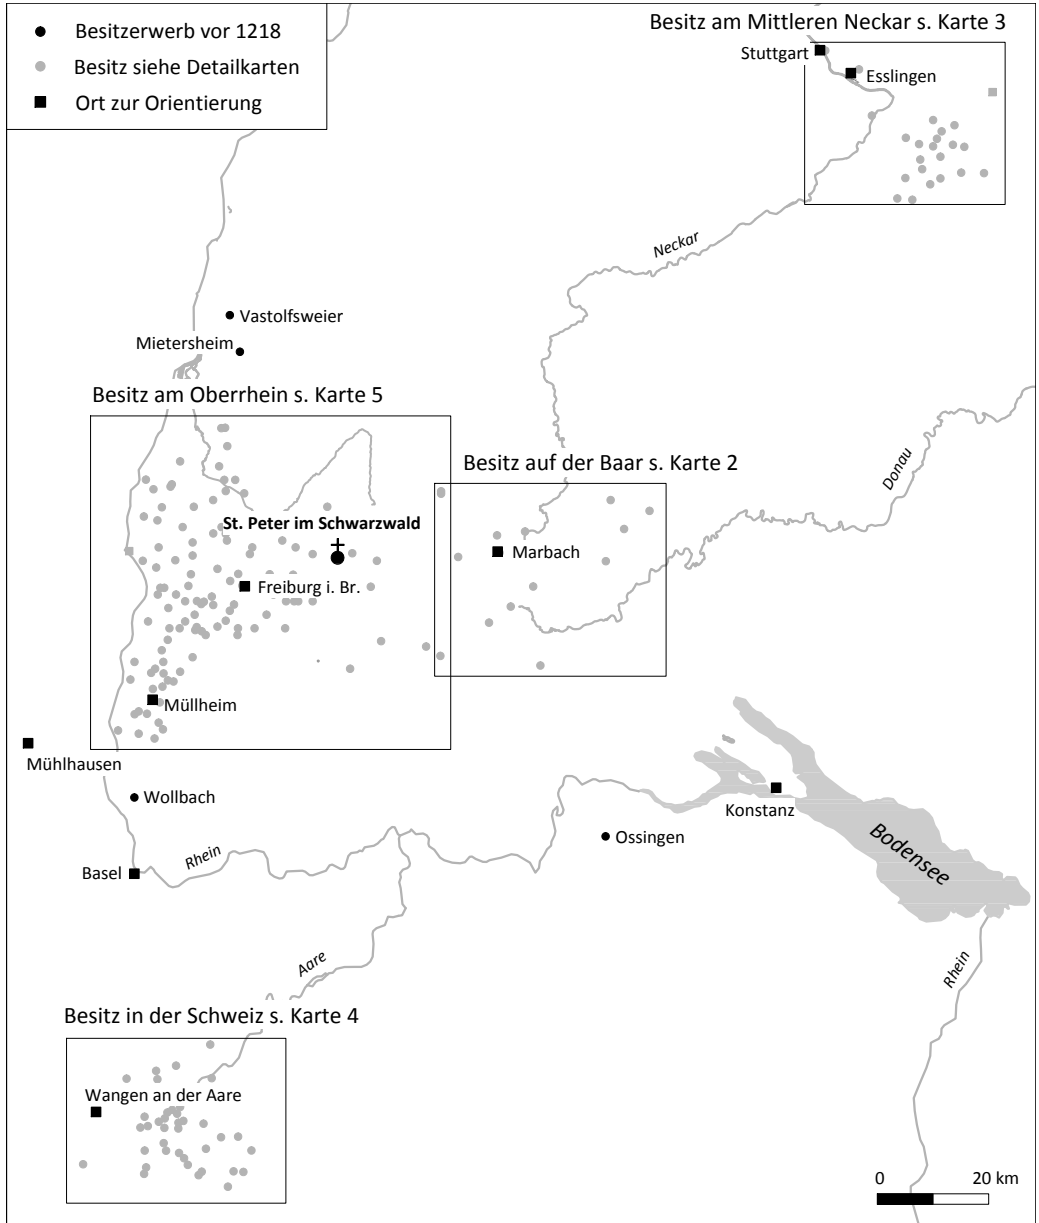 Besitzerwerb vor 1218
Besitz siehe Detailkarten
Ort zur Orientierung
Besitz am Mittleren Neckar s. Karte 3
Stuttgart
Esslingen
Neckar
Vastolfsweier
Mietersheim
Besitz am Oberrhein s. Karte 5
Besitz auf der Baar s. Karte 2
Donau
St. Peter im Schwarzwald
Marbach
Freiburg i. Br.
Müllheim
Mühlhausen
Wollbach
Konstanz
Ossingen
Bodensee
Rhein
Basel
Aare
Rhein
Besitz in der Schweiz s. Karte 4
Wangen an der Aare
0 20 km